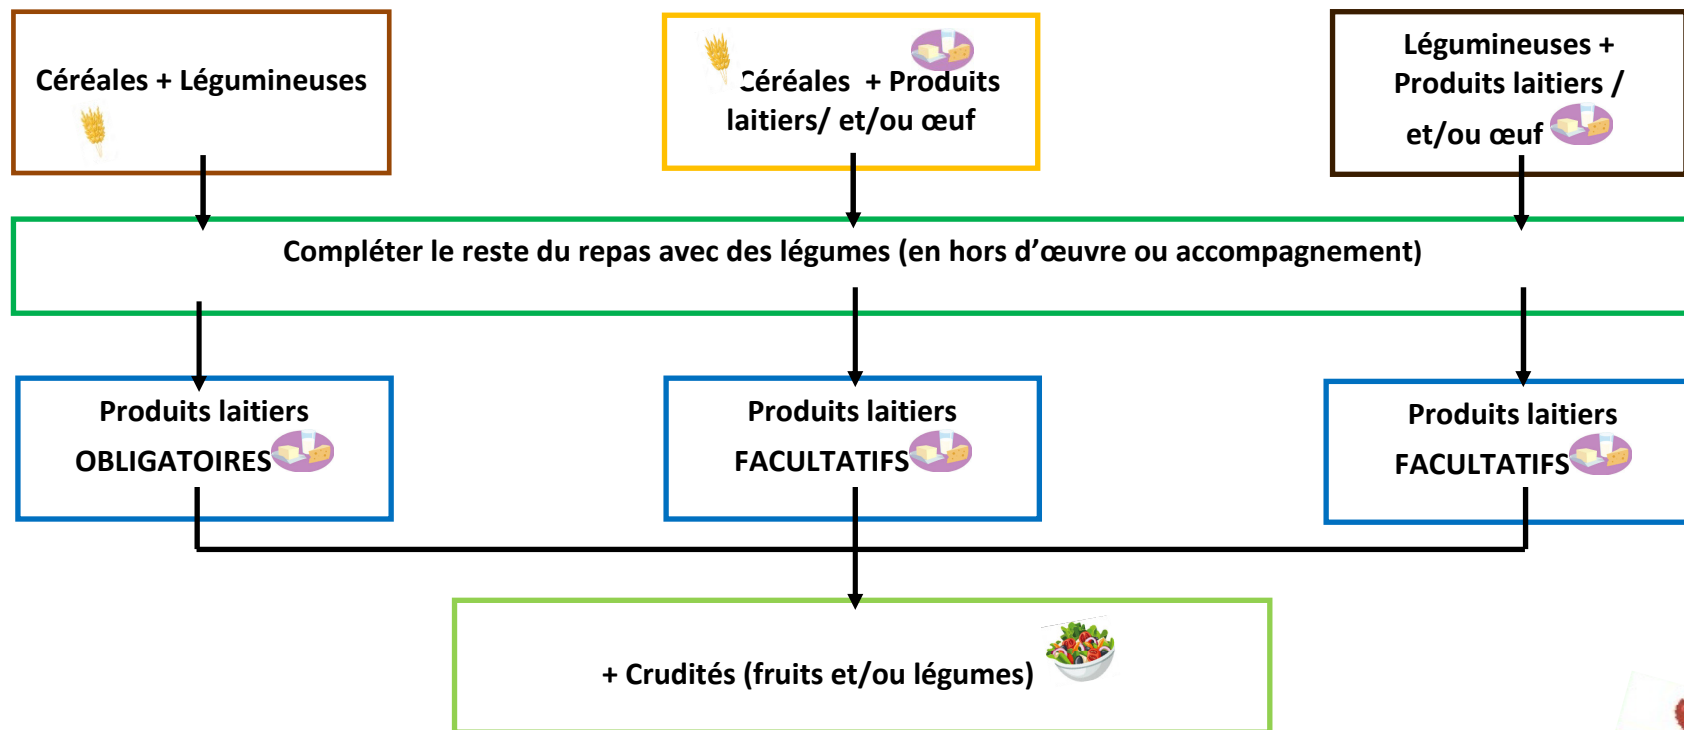 Céréales + Légumineuses
Céréales + Produits
laitiers/ et/ou œuf
Légumineuses +
Produits laitiers /
et/ou œuf
Compléter le reste du repas avec des légumes (en hors d’œuvre ou accompagnement)
Produits laitiers
OBLIGATOIRES
Produits laitiers
FACULTATIFS
Produits laitiers
FACULTATIFS
+ Crudités (fruits et/ou légumes)